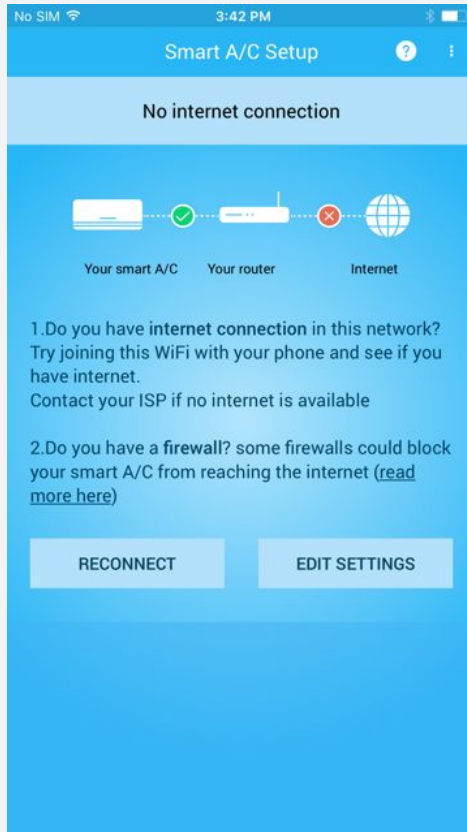 No SIM 3:42 PM
Smart A/C Setup ?
No internet connection
Your smart A/C Your router Internet
1.Do you have internet connection in this network?
Try joining this WiFi with your phone and see if you
have internet.
Contact your ISP if no internet is available
2.Do you have a firewall? some firewalls could block
your smart A/C from reaching the internet (read
more here)
RECONNECT EDIT SETTINGS